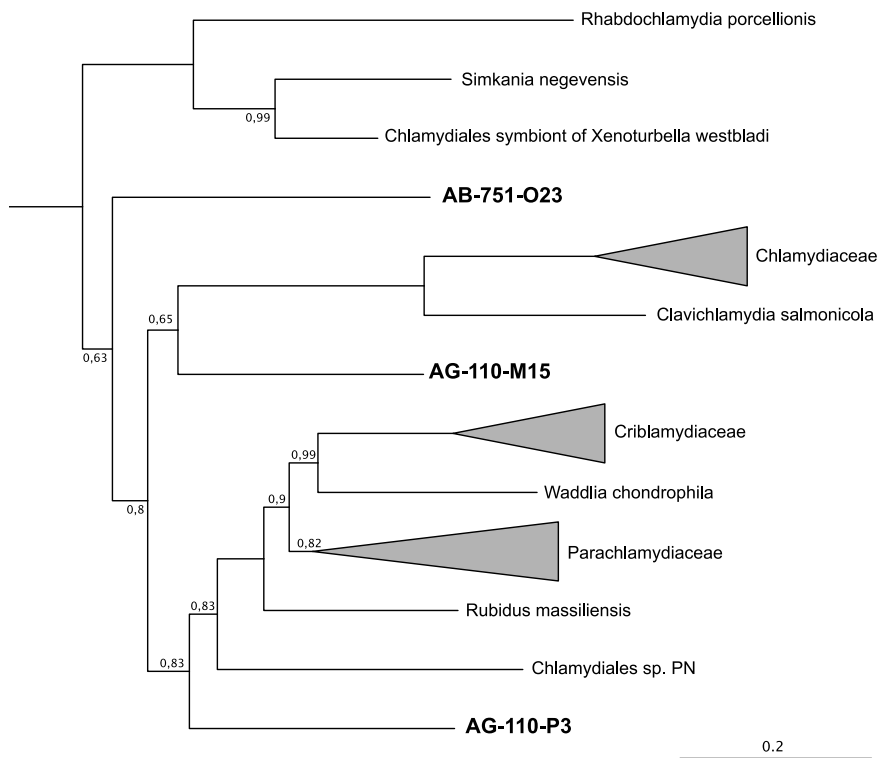 Rhabdochlamydia porcellionis
Simkania negevensis
0,99
Chlamydiales symbiont of Xenoturbella westbladi
AB-751-O23
Chlamydiaceae
Clavichlamydia salmonicola
0,65
0,63
AG-110-M15
Criblamydiaceae
0,99
Waddlia chondrophila
0,9
0,8
0,82
Parachlamydiaceae
Rubidus massiliensis
0,83
Chlamydiales sp. PN
0,83
AG-110-P3
0.2